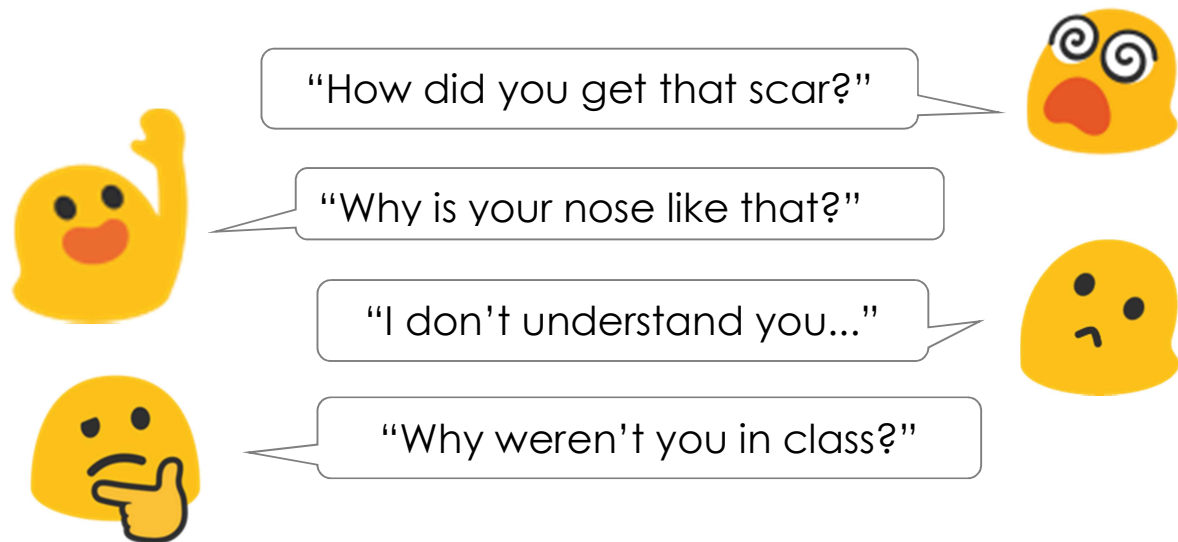 “How did you get that scar?”
“Why is your nose like that?”
“I don’t understand you...”
“Why weren’t you in class?”